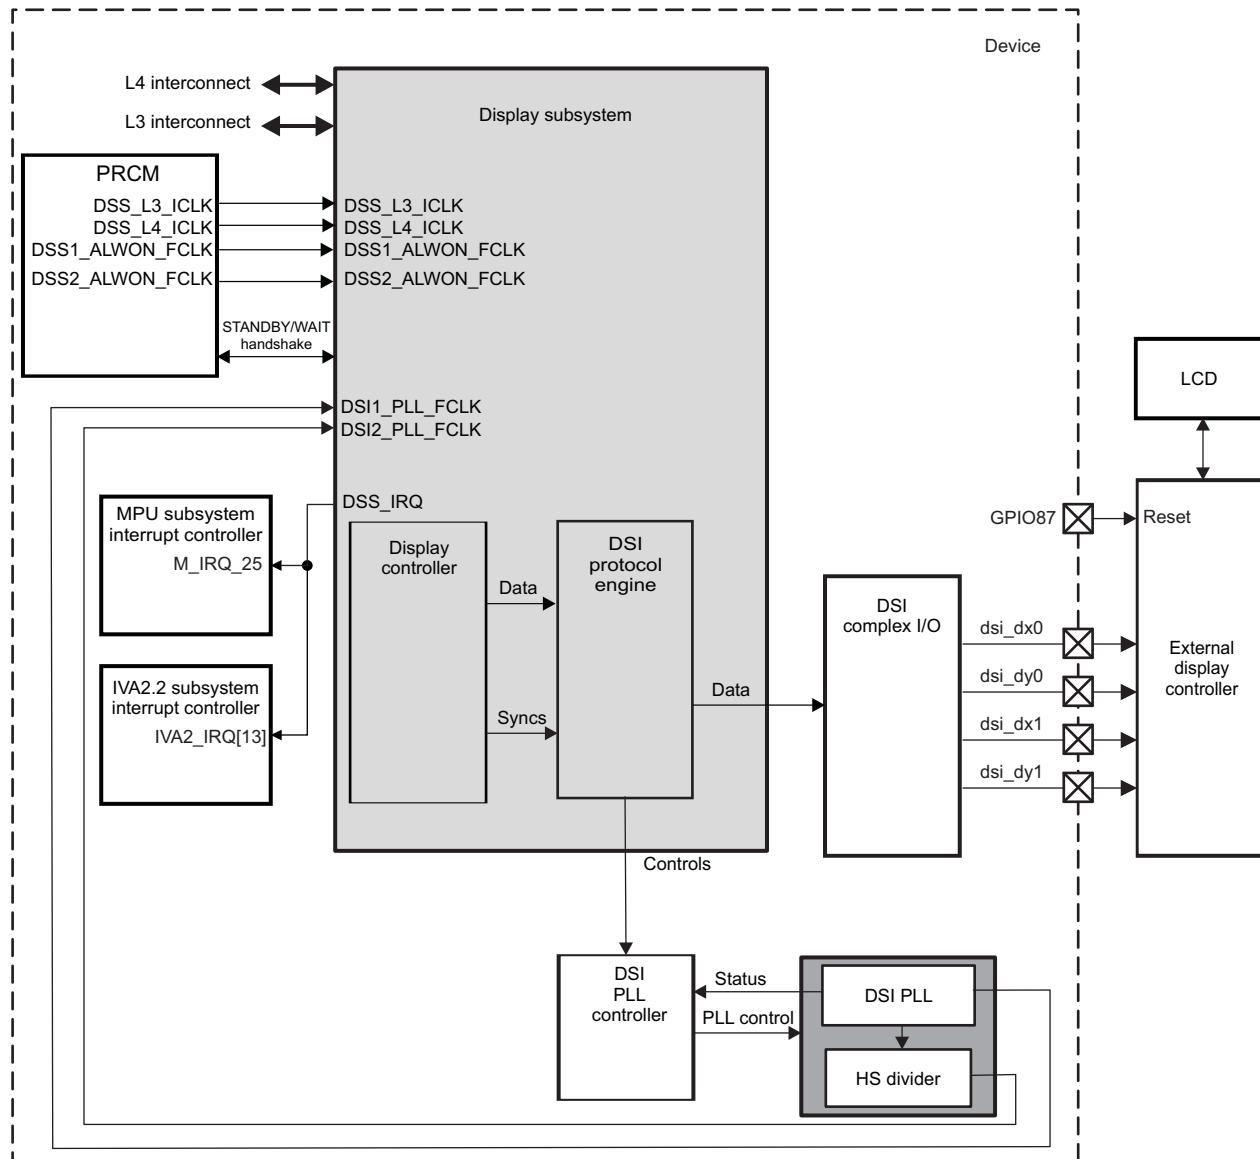 Device
L4 interconnect
L3 interconnect
Display subsystem
PRCM
DSS_L3_ICLK
DSS_L4_ICLK
DSS1_ALWON_FCLK
DSS2_ALWON_FCLK
DSS_L3_ICLK
DSS_L4_ICLK
DSS1_ALWON_FCLK
DSS2_ALWON_FCLK
STANDBY/WAIT
handshake
DSI1_PLL_FCLK
DSI2_PLL_FCLK
LCD
DSS_IRQ
MPU subsystem
interrupt controller
M_IRQ_25
IVA2.2 subsystem
interrupt controller
IVA2_IRQ[13]
Display
controller
Data
Syncs
DSI
protocol
engine
Data
DSI
complex I/O
GPIO87
Reset
dsi_dx0
dsi_dy0
dsi_dx1
dsi_dy1
External
display
controller
Controls
DSI
PLL
controller
Status
PLL control
DSI PLL
HS divider